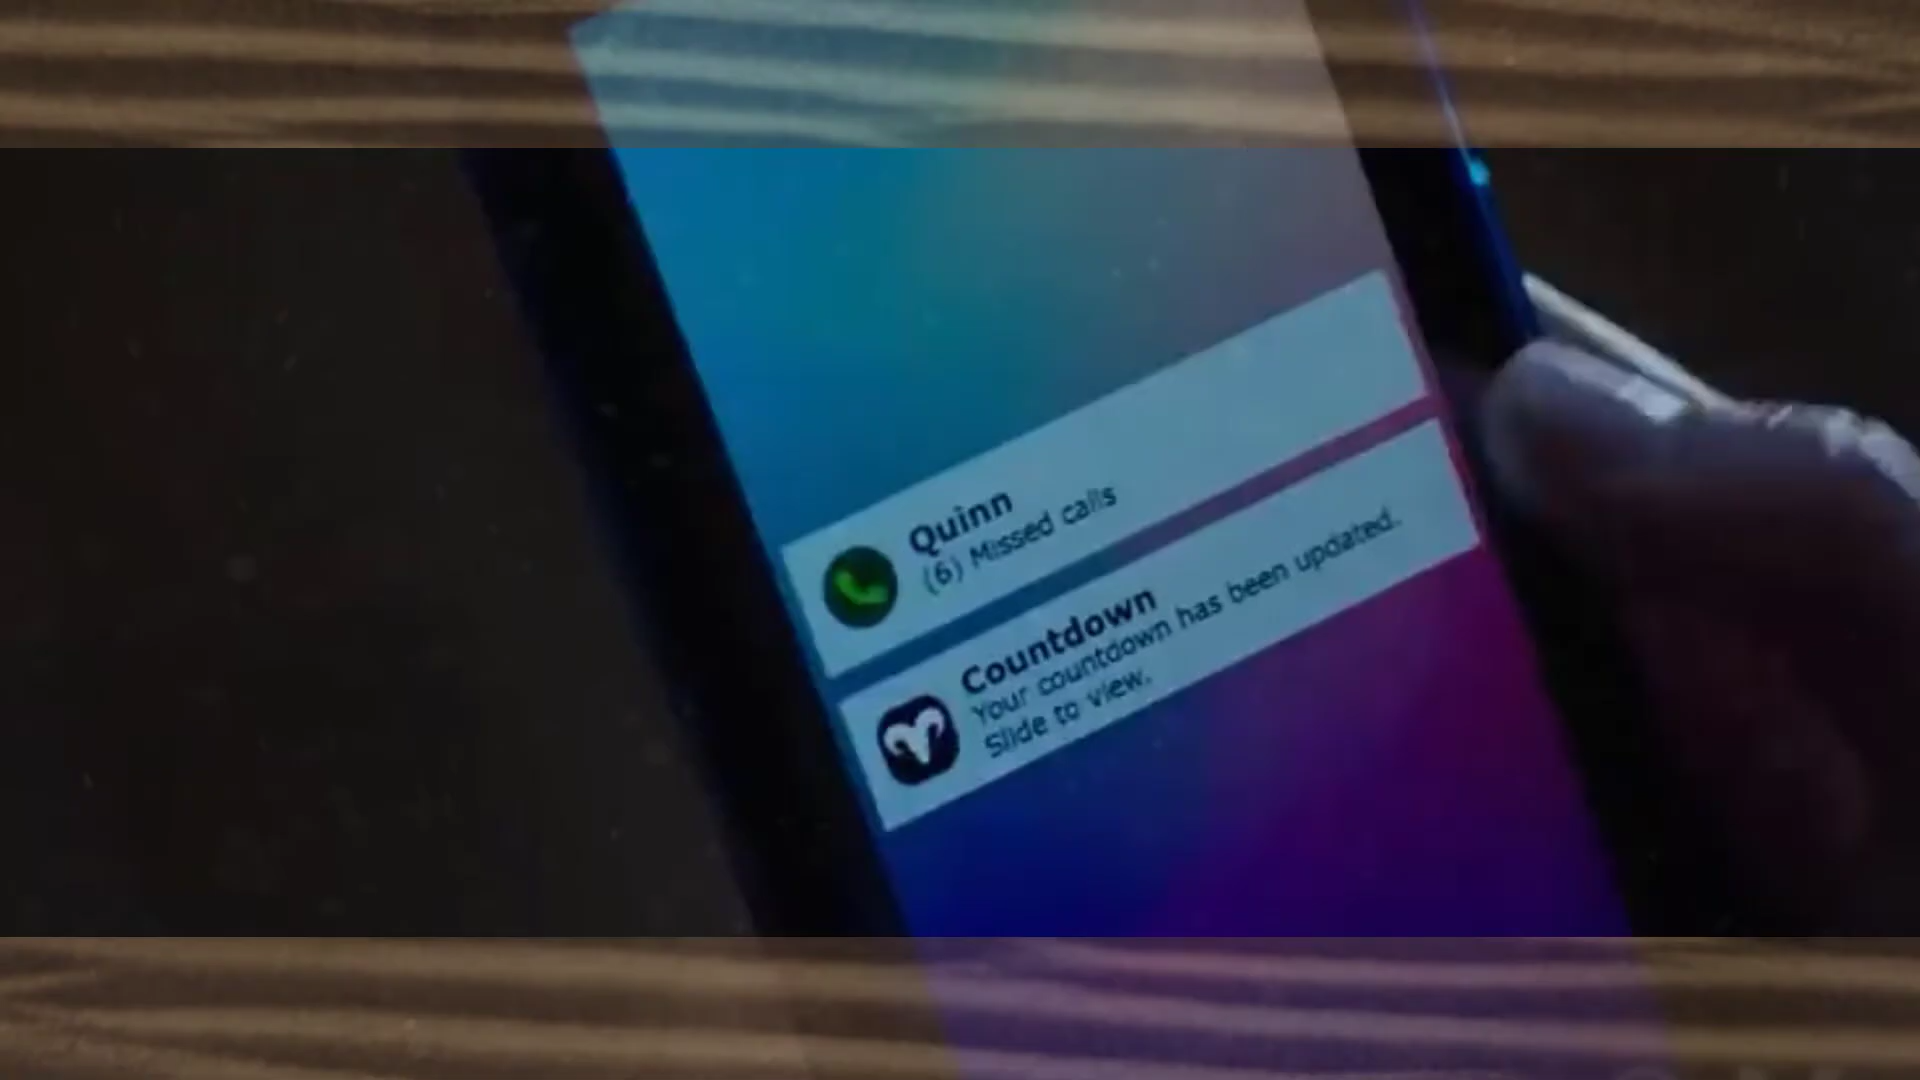 Quinn
(6) Missed calls
Countdown
Your countdown has been updated.
Slide to view.